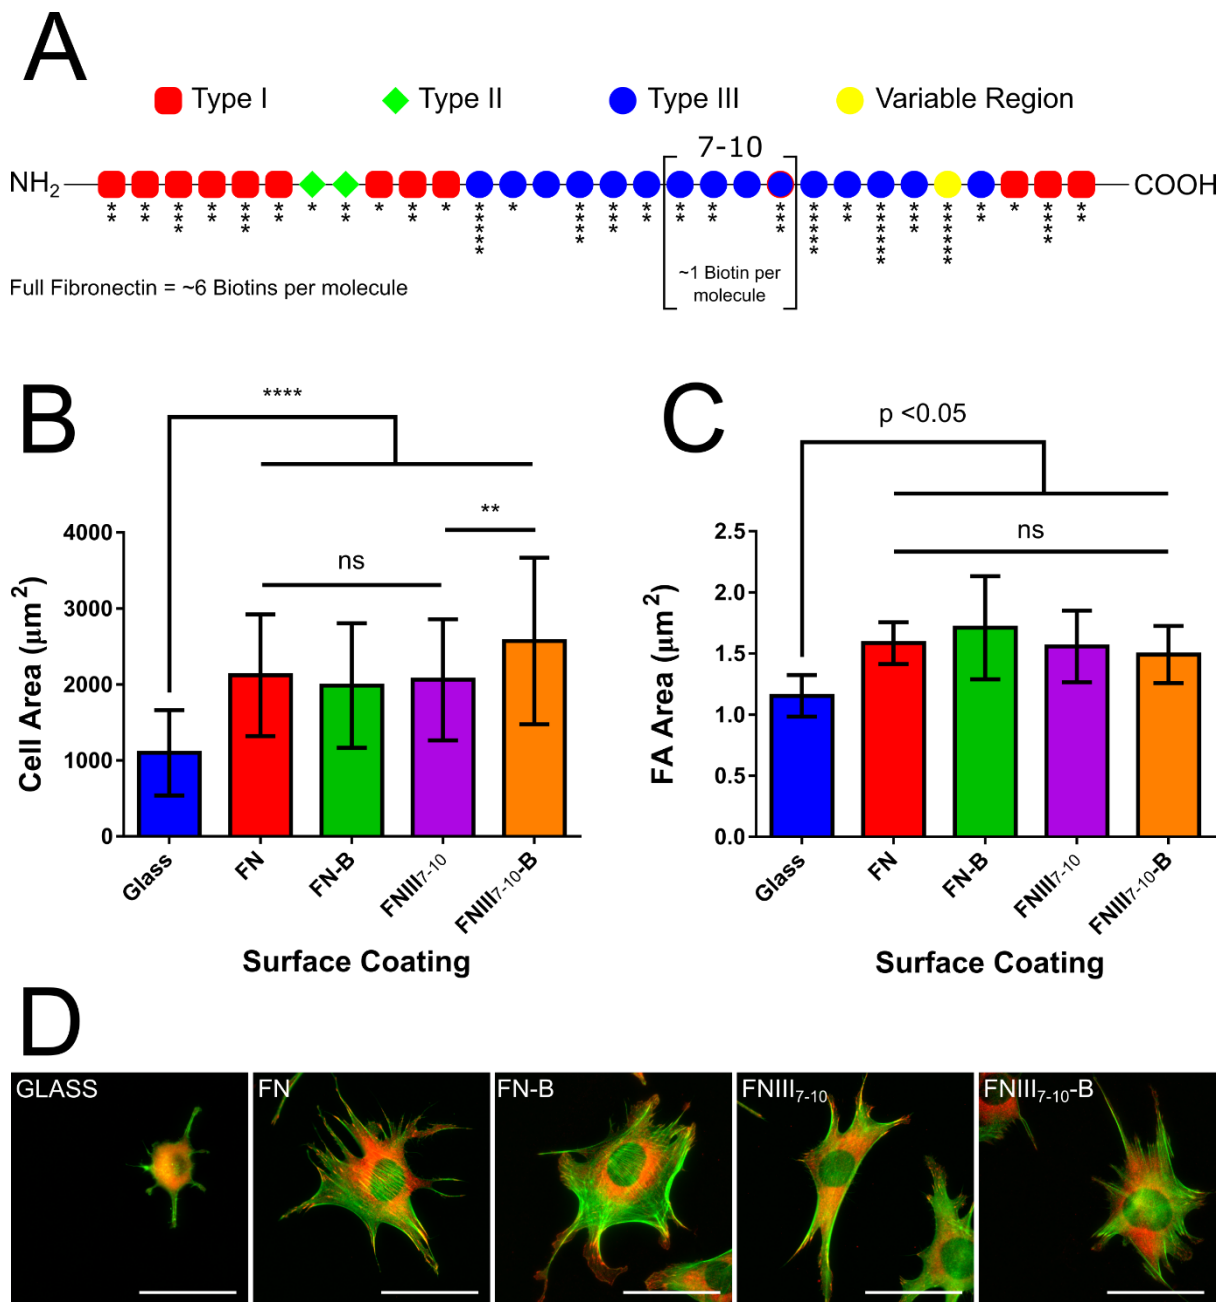 A
Type I Type II Type III Variable Region
7-10
NH2 COOH
** ** **** ** *** ** * ** * ** * ***** * **** *** ** ** ** *** ***** ** ***** *** ****** ** * **** **
~1 Biotin per
molecule
Full Fibronectin = ~6 Biotins per molecule
B
****
**
ns
Cell Area (µm²)
4000
3000
2000
1000
0
Glass FN FN-B FNIII7-10 FNIII7-10-B
Surface Coating
C
p <0.05
ns
FA Area (µm²)
2.5
2.0
1.5
1.0
0.5
0.0
Glass FN FN-B FNIII7-10 FNIII7-10-B
Surface Coating
D
GLASS FN FN-B FNIII7-10 FNIII7-10-B